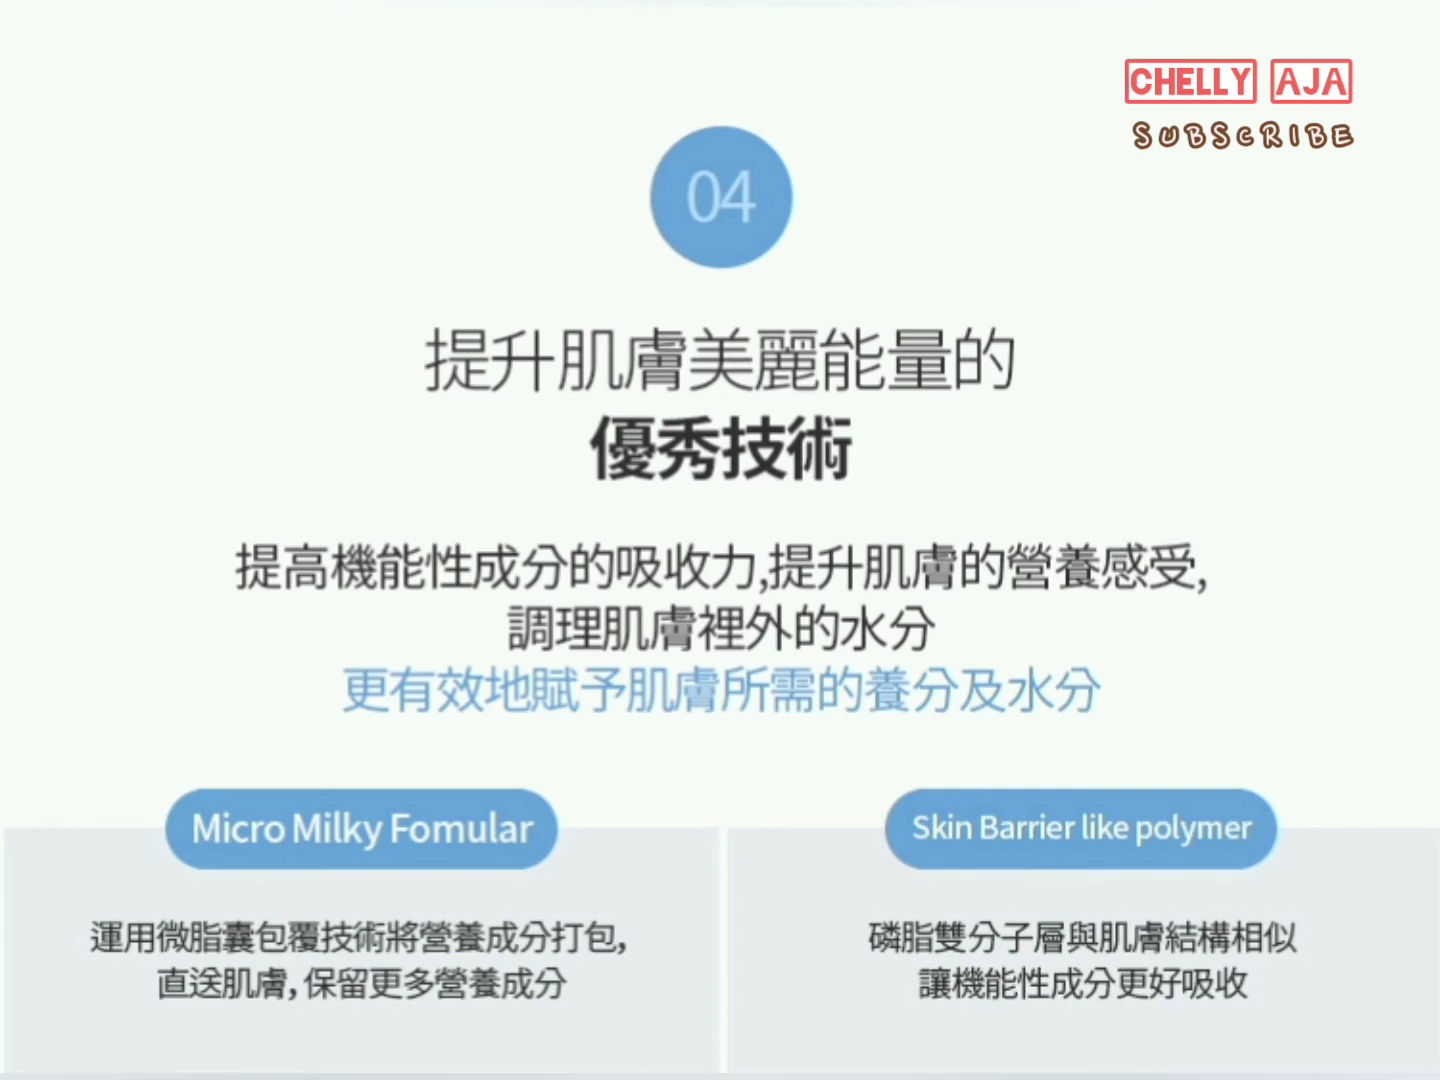 CHELLY AJA
SUBSCRIBE
04
提升肌膚美麗能量的
優秀技術
提高機能性成分的吸收力,提升肌膚的營養感受,
調理肌膚裡外的水分
更有效地賦予肌膚所需的養分及水分
Micro Milky Fomular
運用微脂囊包覆技術將營養成分打包,
直送肌膚, 保留更多營養成分
Skin Barrier like polymer
磷脂雙分子層與肌膚結構相似
讓機能性成分更好吸收